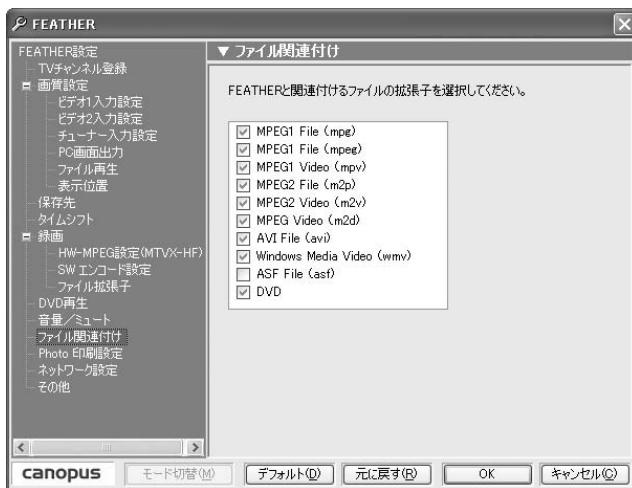 FEATHER
FEATHER設定
TVチャンネル登録
画質設定
ビデオ1入力設定
ビデオ2入力設定
チューナー入力設定
PC画面出力
ファイル再生
表示位置
保存先
タイムシフト
録画
HW-MPEG設定(MTVX-HF)
SW エンコード設定
ファイル拡張子
DVD再生
音量／ミュート
ファイル関連付け
Photo 印刷設定
ネットワーク設定
その他
▼ ファイル関連付け
FEATHERと関連付けるファイルの拡張子を選択してください。
MPEG1 File (mpg)
MPEG1 File (mpeg)
MPEG1 Video (mpv)
MPEG2 File (m2p)
MPEG2 Video (m2v)
MPEG Video (m2d)
AVI File (avi)
Windows Media Video (wmv)
ASF File (asf)
DVD
canopus モード切替(M) デフォルト(D) 元に戻す(R) OK キャンセル(C)